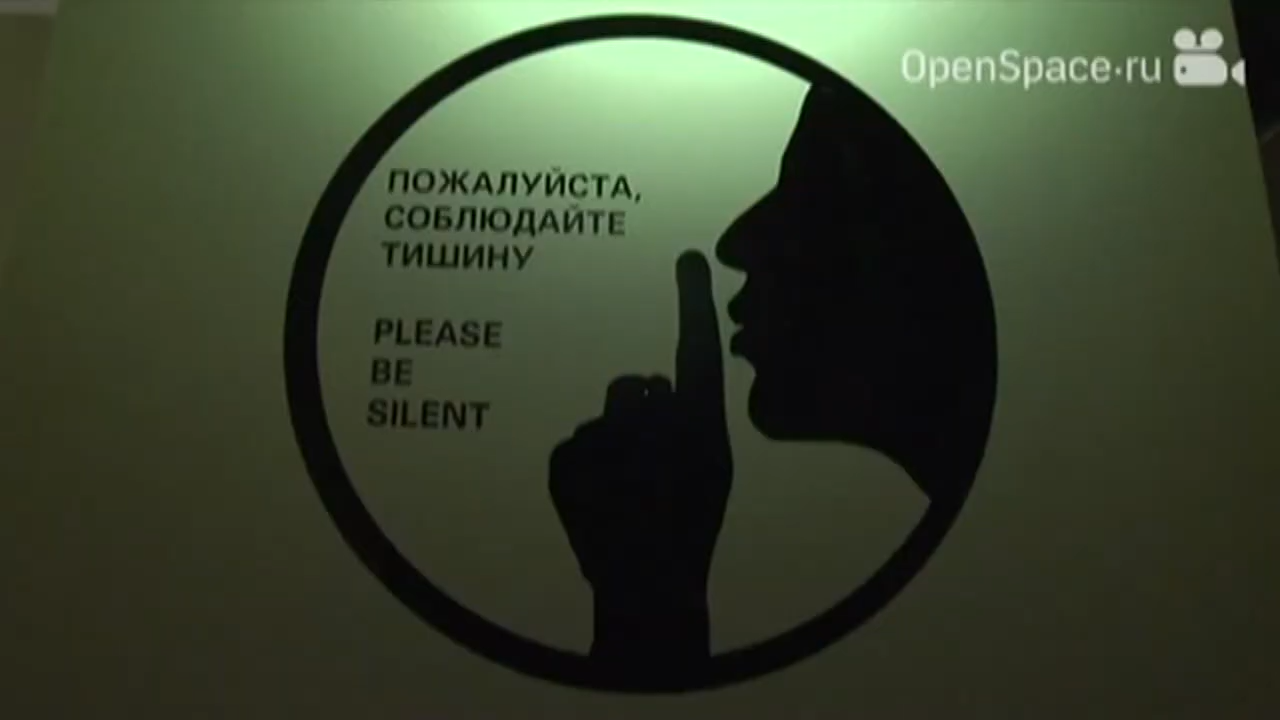 OpenSpace.ru
ПОЖАЛУЙСТА,
СОБЛЮДАЙТЕ
ТИШИНУ
PLEASE
BE
SILENT